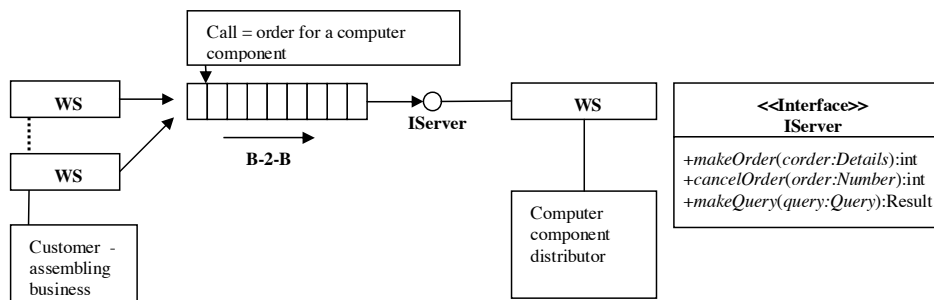 Call = order for a computer
component
WS
WS
IServer
B-2-B
WS
Customer -
assembling
business
Computer
component
distributor
<<Interface>>
IServer
+makeOrder(corder:Details):int
+cancelOrder(order:Number):int
+makeQuery(query:Query):Result